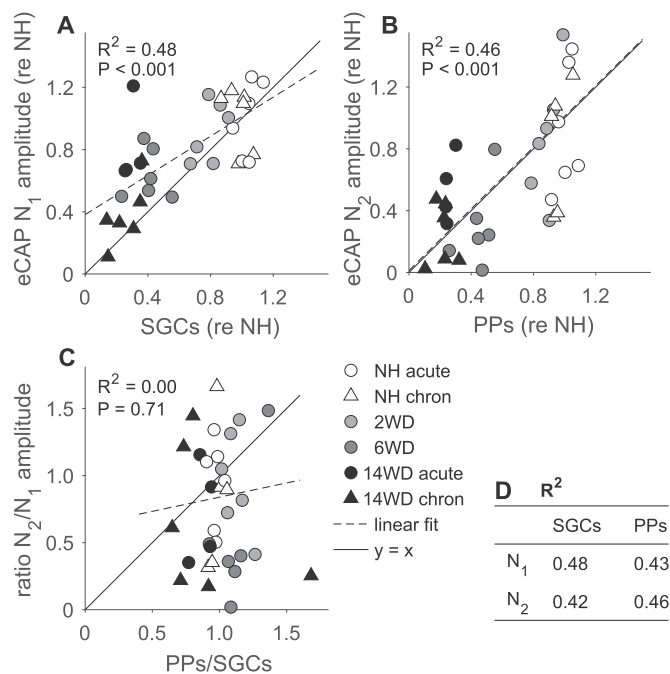 A
R² = 0.48
P < 0.001
eCAP N₁ amplitude (re NH)
1.2
0.8
0.4
0
0 0.4 0.8 1.2
SGCs (re NH)
B
R² = 0.46
P < 0.001
eCAP N₂ amplitude (re NH)
1.2
0.8
0.4
0
0 0.4 0.8 1.2
PPs (re NH)
C
R² = 0.00
P = 0.71
ratio N₂/N₁ amplitude
1.5
1.0
0.5
0
0 0.5 1.0 1.5
PPs/SGCs
NH acute
NH chron
2WD
6WD
14WD acute
14WD chron
linear fit
y = x
D R²
SGCs PPs
N₁ 0.48 0.43
N₂ 0.42 0.46